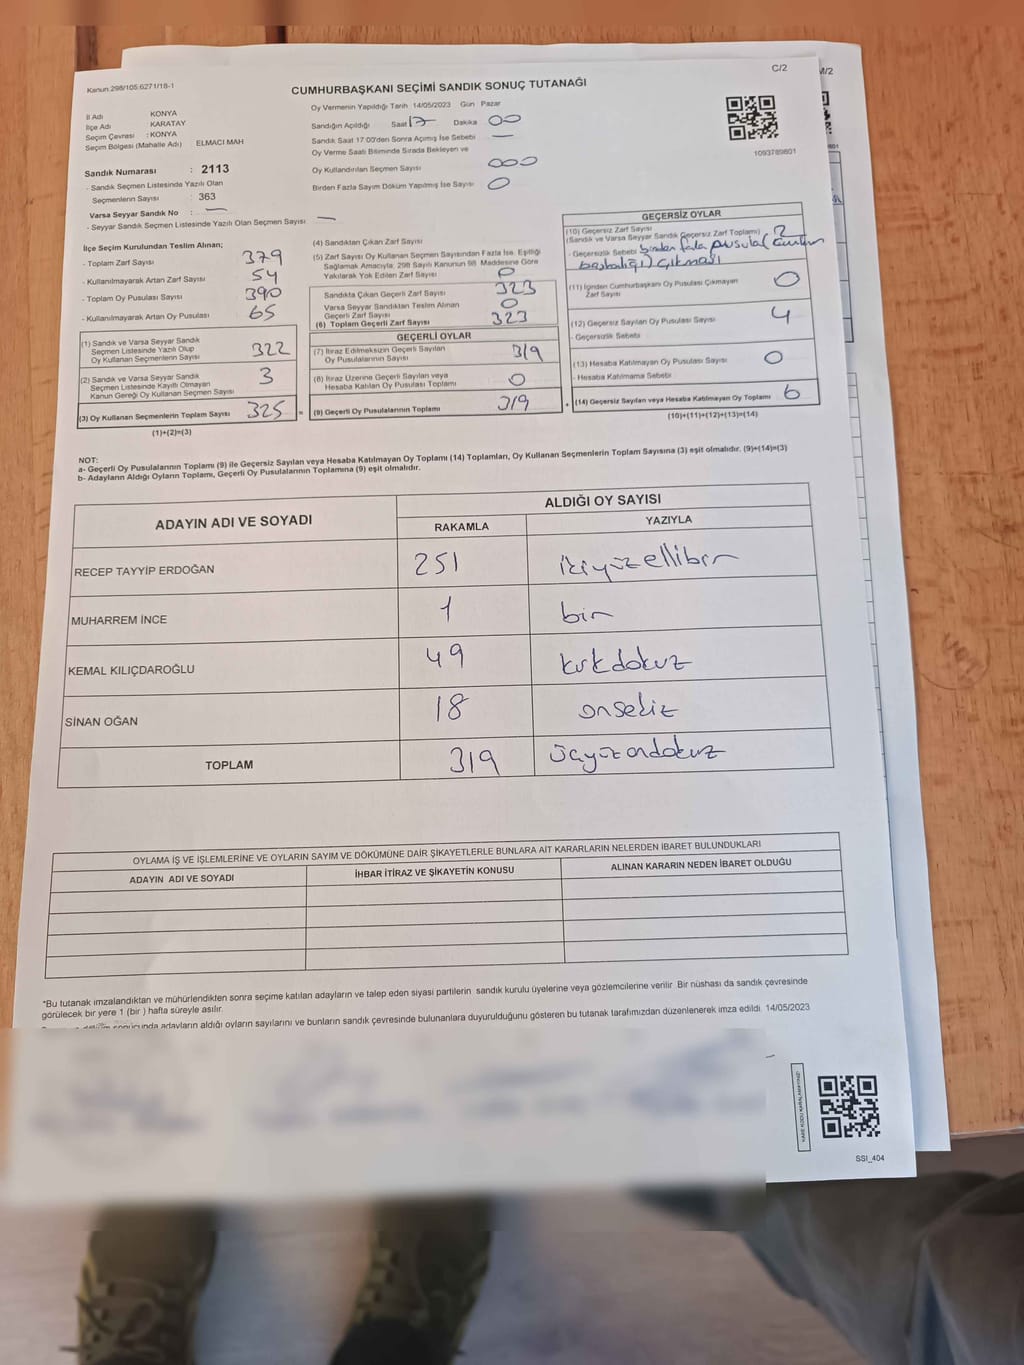 C/2
M/2
Kanun.298/105.6271/18-1
CUMHURBAŞKANI SEÇİMİ SANDIK SONUÇ TUTANAĞI
İl Adı KONYA
İlçe Adı KARATAY
Seçim Çevresi : KONYA
Seçim Bölgesi (Mahalle Adı) ELMACI MAH
Sandık Numarası : 2113
- Sandık Seçmen Listesinde Yazılı Olan
Seçmenlerin Sayısı : 363
Varsa Seyyar Sandık No : —
- Seyyar Sandık Seçmen Listesinde Yazılı Olan Seçmen Sayısı —
Oy Vermenin Yapıldığı Tarih 14/05/2023 Gün Pazar
Sandığın Açıldığı Saat 17 Dakika 00
Sandık Saat 17:00'den Sonra Açımış İse Sebebi —
Oy Verme Saati Bitiminde Sırada Bekleyen ve
Oy Kullandırılan Seçmen Sayısı 000
Birden Fazla Sayım Döküm Yapılmış İse Sayısı 0
1093789801
İlçe Seçim Kurulundan Teslim Alınan;
- Toplam Zarf Sayısı 379
- Kullanılmayarak Artan Zarf Sayısı 54
- Toplam Oy Pusulası Sayısı 390
- Kullanılmayarak Artan Oy Pusulası 65
(1) Sandık ve Varsa Seyyar Sandık
Seçmen Listesinde Yazılı Olup
Oy Kullanan Seçmenlerin Sayısı 322
(2) Sandık ve Varsa Seyyar Sandık
Seçmen Listesinde Kayıtlı Olmayan
Kanun Gereği Oy Kullanan Seçmen Sayısı 3
(3) Oy Kullanan Seçmenlerin Toplam Sayısı 325 =
(1)+(2)=(3)
(4) Sandıktan Çıkan Zarf Sayısı
(5) Zarf Sayısı Oy Kullanan Seçmen Sayısından Fazla İse, Eşitliği
Sağlamak Amacıyla, 298 Sayılı Kanunun 98. Maddesine Göre
Yakılarak Yok Edilen Zarf Sayısı 0
Sandıkta Çıkan Geçerli Zarf Sayısı 323
Varsa Seyyar Sandıktan Teslim Alınan
Geçerli Zarf Sayısı 0
(6) Toplam Geçerli Zarf Sayısı 323
GEÇERLİ OYLAR
(7) İtiraz Edilmeksizin Geçerli Sayılan
Oy Pusulalarının Sayısı 319
(8) İtiraz Üzerine Geçerli Sayılan veya
Hesaba Katılan Oy Pusulası Toplamı 0
(9) Geçerli Oy Pusulalarının Toplamı 319 +
GEÇERSİZ OYLAR
(10) Geçersiz Zarf Sayısı
(Sandık ve Varsa Seyyar Sandık Geçersiz Zarf Toplamı) 2
- Geçersizlik Sebebi birden fazla pusula(
başkalığı) çıkması
(11) İçinden Cumhurbaşkanı Oy Pusulası Çıkmayan
Zarf Sayısı 0
(12) Geçersiz Sayılan Oy Pusulası Sayısı 4
- Geçersizlik Sebebi
(13) Hesaba Katılmayan Oy Pusulası Sayısı 0
- Hesaba Katılmama Sebebi
(14) Geçersiz Sayılan veya Hesaba Katılmayan Oy Toplamı 6
(10)+(11)+(12)+(13)=(14)
NOT:
a- Geçerli Oy Pusulalarının Toplamı (9) ile Geçersiz Sayılan veya Hesaba Katılmayan Oy Toplamı (14) Toplamları, Oy Kullanan Seçmenlerin Toplam Sayısına (3) eşit olmalıdır. (9)+(14)=(3)
b- Adayların Aldığı Oyların Toplamı, Geçerli Oy Pusulalarının Toplamına (9) eşit olmalıdır.
ADAYIN ADI VE SOYADI
ALDIĞI OY SAYISI
RAKAMLA YAZIYLA
RECEP TAYYİP ERDOĞAN 251 ikiyüzellibir
MUHARREM İNCE 1 bir
KEMAL KILIÇDAROĞLU 49 kırkdokuz
SİNAN OĞAN 18 onsekiz
TOPLAM 319 üçyüzondokuz
OYLAMA İŞ VE İŞLEMLERİNE VE OYLARIN SAYIM VE DÖKÜMÜNE DAİR ŞİKAYETLERLE BUNLARA AİT KARARLARIN NELERDEN İBARET BULUNDUKLARI
ADAYIN ADI VE SOYADI İHBAR İTİRAZ VE ŞİKAYETİN KONUSU ALINAN KARARIN NEDEN İBARET OLDUĞU
*Bu tutanak imzalandıktan ve mühürlendikten sonra seçime katılan adayların ve talep eden siyasi partilerin sandık kurulu üyelerine veya gözlemcilerine verilir. Bir nüshası da sandık çevresinde
görülecek bir yere 1 (bir ) hafta süreyle asılır.
adayların aldığı oyların sayılarını ve bunların sandık çevresinde bulunanlara duyurulduğunu gösteren bu tutanak tarafımızdan düzenlenerek imza edildi. 14/05/2023
SSI_404